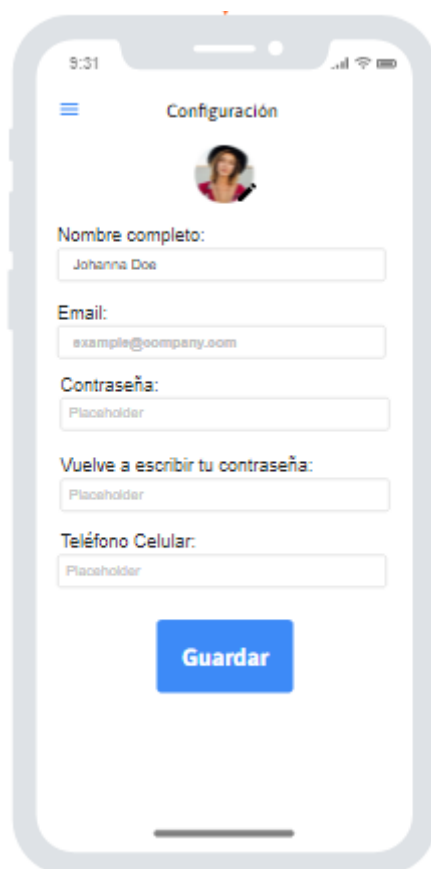 9:31
Configuración
Nombre completo:
Johanna Doe
Email:
example@company.com
Contraseña:
Placeholder
Vuelve a escribir tu contraseña:
Placeholder
Teléfono Celular:
Placeholder
Guardar